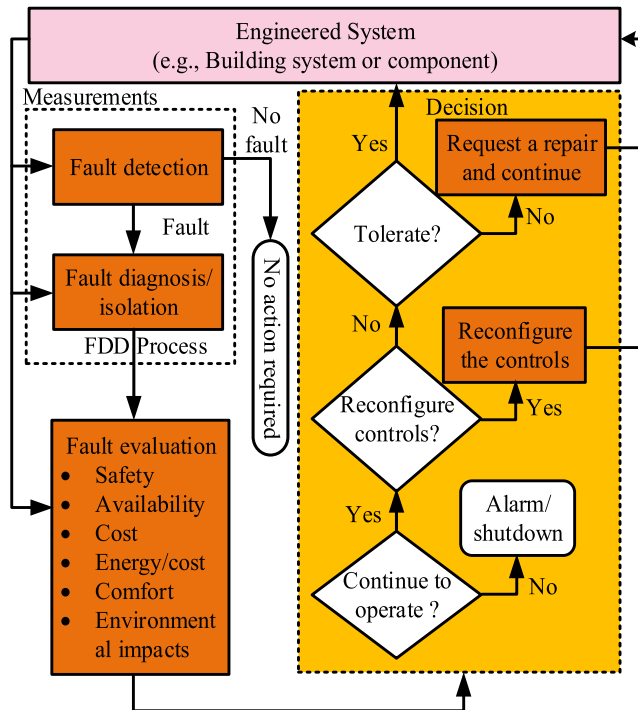 Engineered System
(e.g., Building system or component)
Measurements
No
fault
Fault detection
Fault
Fault diagnosis/
isolation
FDD Process
No action required
Fault evaluation
• Safety
• Availability
• Cost
• Energy/cost
• Comfort
• Environment
al impacts
Decision
Yes
Request a repair
and continue
Tolerate?
No
No
Reconfigure
the controls
Reconfigure
controls?
Yes
Yes
Alarm/
shutdown
Continue to
operate ?
No